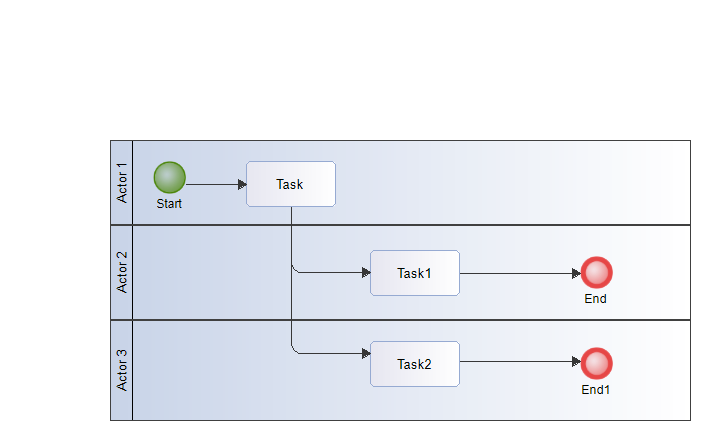 Actor 1
Start
Task
Actor 2
Task1
End
Actor 3
Task2
End1